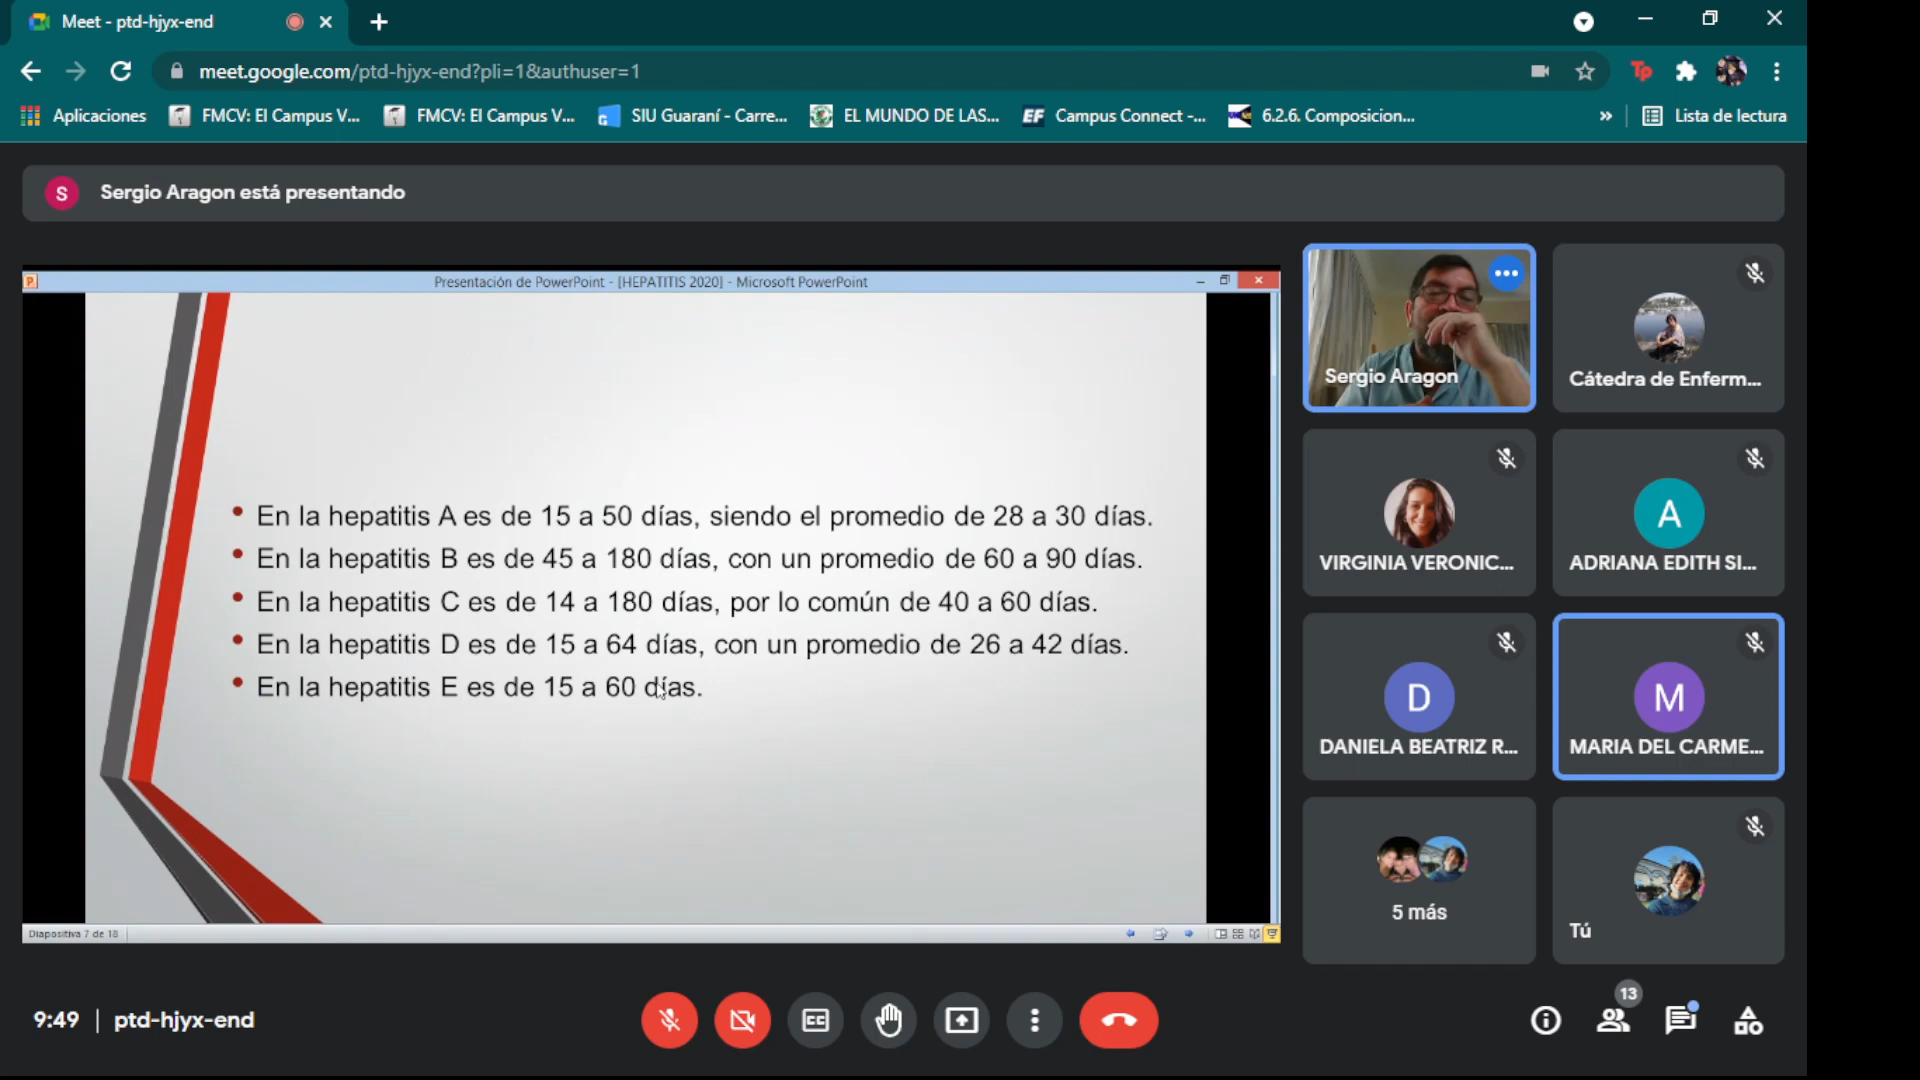 Meet - ptd-hjyx-end
meet.google.com/ptd-hjyx-end?pli=1&authuser=1
Tp
Aplicaciones
FMCV: El Campus V...
FMCV: El Campus V...
SIU Guaraní - Carre...
EL MUNDO DE LAS...
EF Campus Connect -...
6.2.6. Composicion...
»
Lista de lectura
S Sergio Aragon está presentando
Presentación de PowerPoint - [HEPATITIS 2020] - Microsoft PowerPoint
• En la hepatitis A es de 15 a 50 días, siendo el promedio de 28 a 30 días.
• En la hepatitis B es de 45 a 180 días, con un promedio de 60 a 90 días.
• En la hepatitis C es de 14 a 180 días, por lo común de 40 a 60 días.
• En la hepatitis D es de 15 a 64 días, con un promedio de 26 a 42 días.
• En la hepatitis E es de 15 a 60 días.
Diapositiva 7 de 18
Sergio Aragon
Cátedra de Enferm...
VIRGINIA VERONIC...
A
ADRIANA EDITH SI...
D
DANIELA BEATRIZ R...
M
MARIA DEL CARME...
5 más
Tú
9:49 | ptd-hjyx-end
13